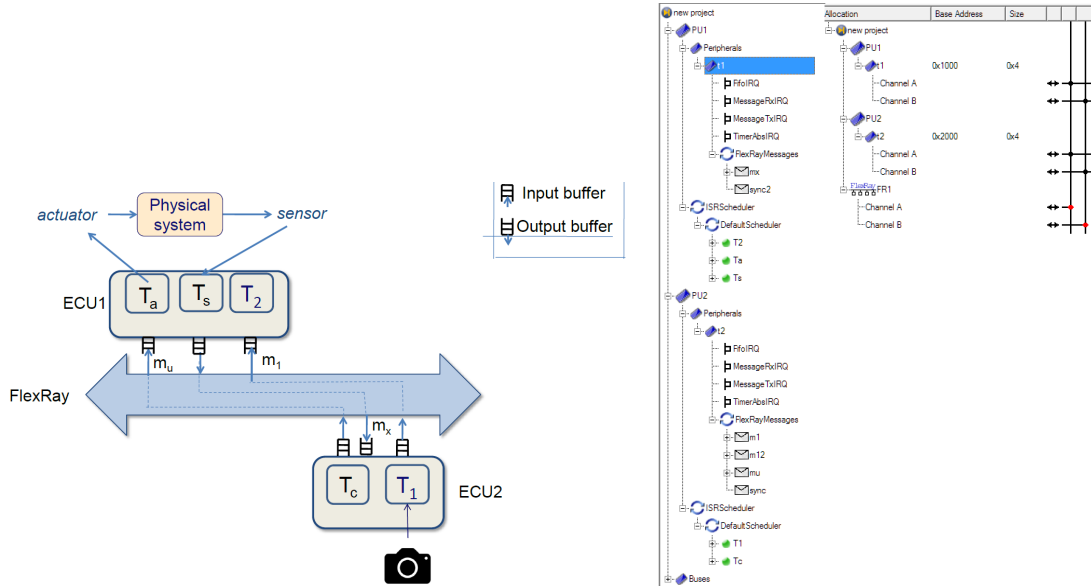 actuator
Physical
system
sensor
Input buffer
Output buffer
ECU1
Ta
Ts
T2
mu
m1
FlexRay
mx
Tc
T1
ECU2
new project
PU1
Peripherals
t1
FifoIRQ
MessageRxIRQ
MessageTxIRQ
TimerAbsIRQ
FlexRayMessages
mx
sync2
ISRScheduler
DefaultScheduler
T2
Ta
Ts
PU2
Peripherals
t2
FifoIRQ
MessageRxIRQ
MessageTxIRQ
TimerAbsIRQ
FlexRayMessages
m1
m12
mu
sync
ISRScheduler
DefaultScheduler
T1
Tc
Buses
Allocation Base Address Size
new project
PU1
t1 0x1000 0x4
Channel A
Channel B
PU2
t2 0x2000 0x4
Channel A
Channel B
FlexRay FR1
Channel A
Channel B